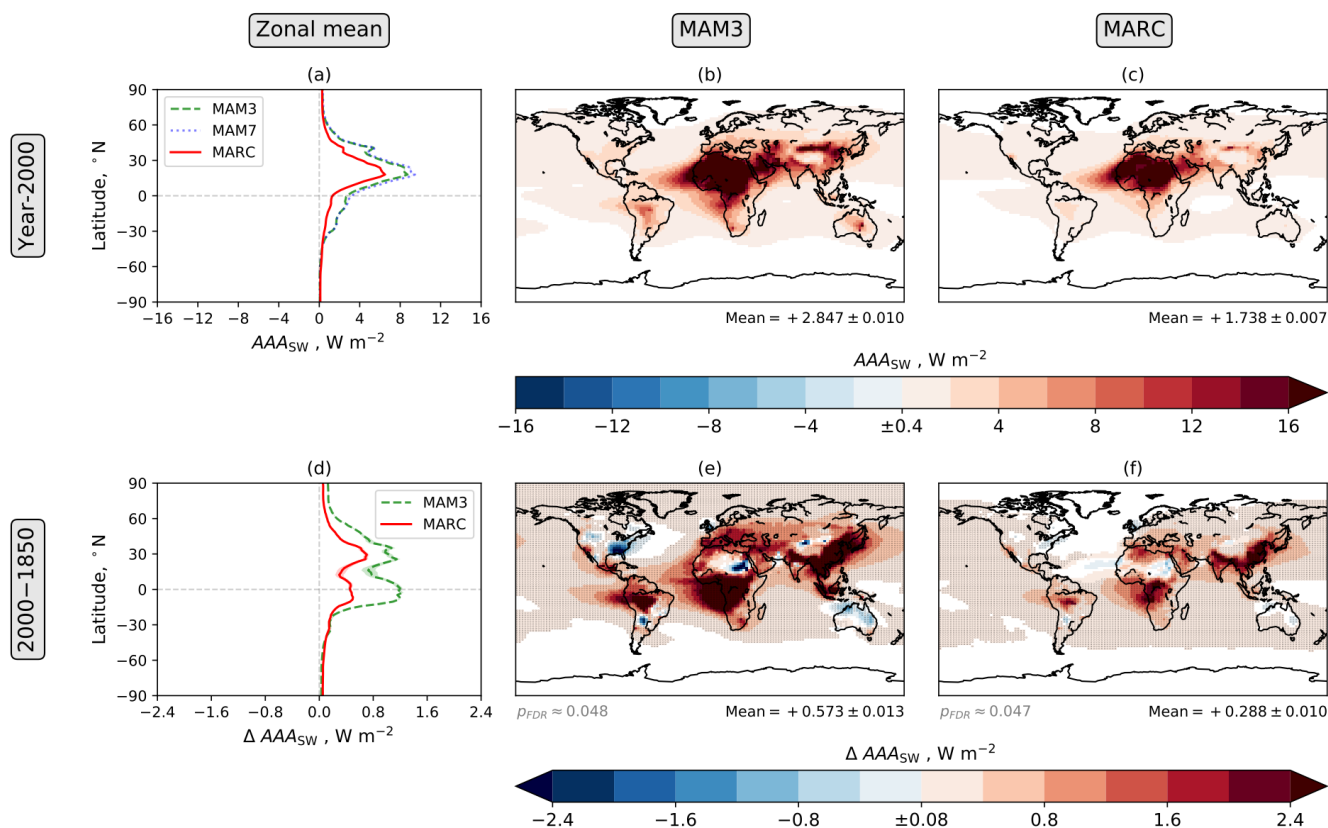 Zonal mean
MAM3
MARC
Year-2000
(a)
90
60
30
0
−30
−60
−90
Latitude, °N
MAM3
MAM7
MARC
−16 −12 −8 −4 0 4 8 12 16
AAA_SW , W m⁻²
(b)
Mean = +2.847 ± 0.010
(c)
Mean = +1.738 ± 0.007
AAA_SW , W m⁻²
−16 −12 −8 −4 ±0.4 4 8 12 16
2000−1850
(d)
90
60
30
0
−30
−60
−90
Latitude, °N
MAM3
MARC
−2.4 −1.6 −0.8 0.0 0.8 1.6 2.4
Δ AAA_SW , W m⁻²
(e)
p_FDR ≈ 0.048 Mean = +0.573 ± 0.013
(f)
p_FDR ≈ 0.047 Mean = +0.288 ± 0.010
Δ AAA_SW , W m⁻²
−2.4 −1.6 −0.8 ±0.08 0.8 1.6 2.4